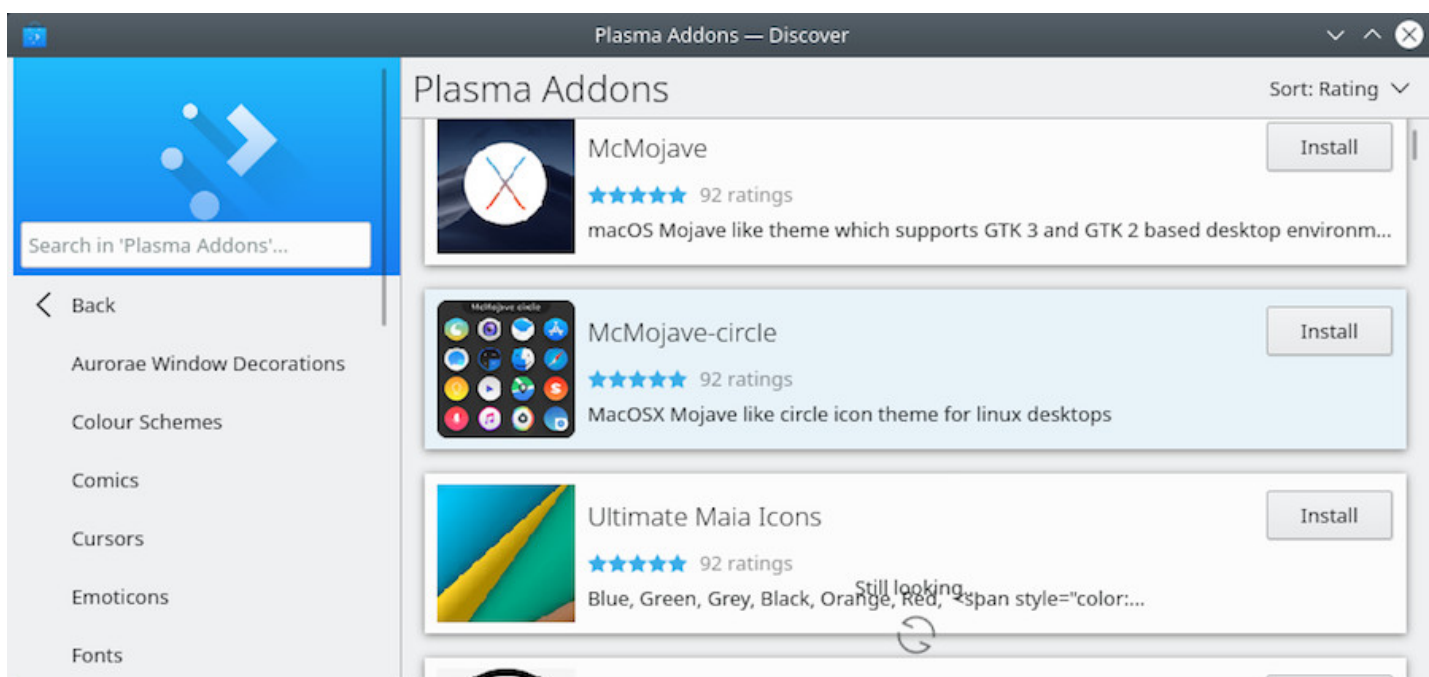 Plasma Addons — Discover
Plasma Addons
Sort: Rating
Search in 'Plasma Addons'...
Back
Aurorae Window Decorations
Colour Schemes
Comics
Cursors
Emoticons
Fonts
McMojave
Install
92 ratings
macOS Mojave like theme which supports GTK 3 and GTK 2 based desktop environm...
McMojave circle
McMojave-circle
Install
92 ratings
MacOSX Mojave like circle icon theme for linux desktops
Ultimate Maia Icons
Install
92 ratings
Still looking...
Blue, Green, Grey, Black, Orange, Red, <span style="color:...